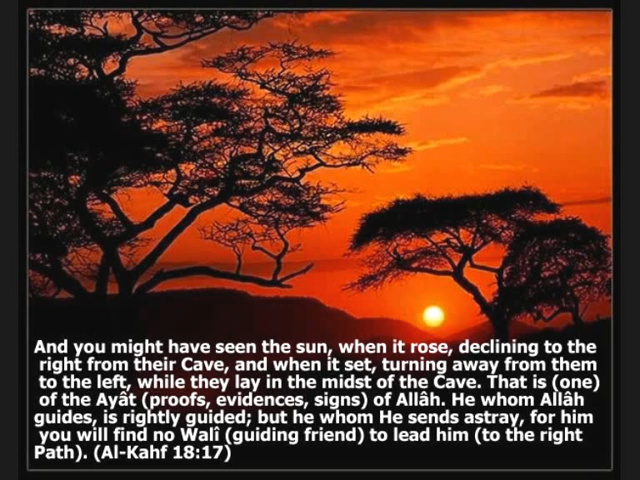 And you might have seen the sun, when it rose, declining to the
right from their Cave, and when it set, turning away from them
to the left, while they lay in the midst of the Cave. That is (one)
of the Ayât (proofs, evidences, signs) of Allâh. He whom Allâh
guides, is rightly guided; but he whom He sends astray, for him
you will find no Walî (guiding friend) to lead him (to the right
Path). (Al-Kahf 18:17)